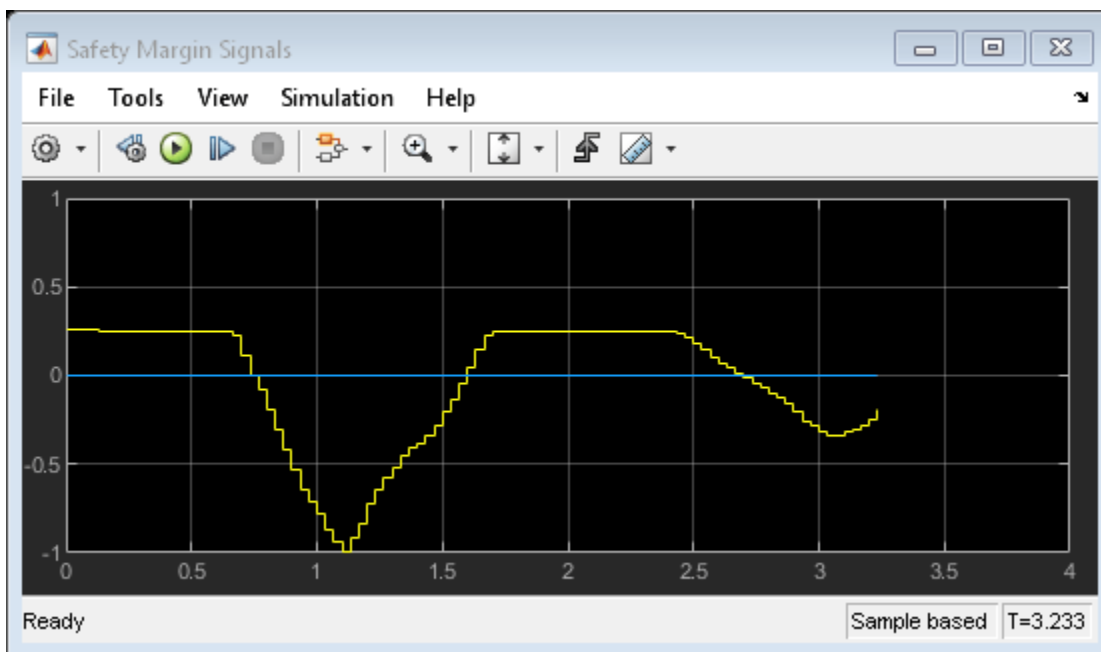 Safety Margin Signals
File Tools View Simulation Help
1
0.5
0
-0.5
-1
0 0.5 1 1.5 2 2.5 3 3.5 4
Ready Sample based T=3.233